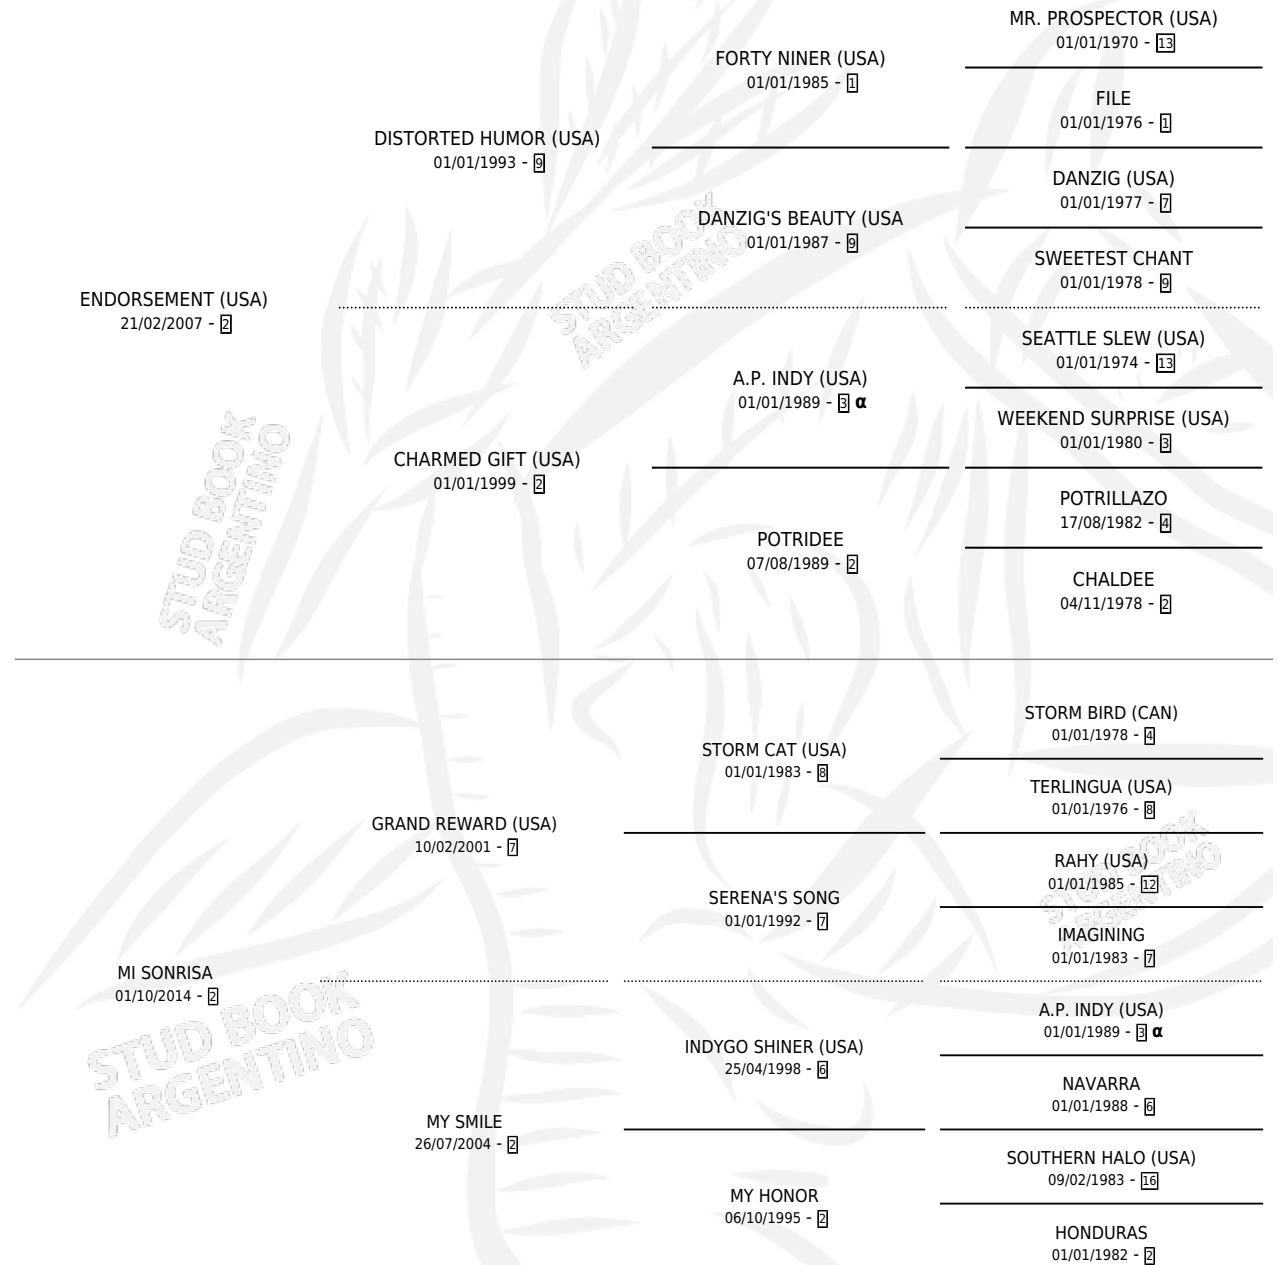 MR. PROSPECTOR (USA)
01/01/1970 - 13
FORTY NINER (USA)
01/01/1985 - 1
FILE
01/01/1976 - 1
DISTORTED HUMOR (USA)
01/01/1993 - 9
DANZIG (USA)
01/01/1977 - 7
DANZIG'S BEAUTY (USA
01/01/1987 - 9
SWEETEST CHANT
01/01/1978 - 9
ENDORSEMENT (USA)
21/02/2007 - 2
SEATTLE SLEW (USA)
01/01/1974 - 13
A.P. INDY (USA)
01/01/1989 - 3 α
WEEKEND SURPRISE (USA)
01/01/1980 - 3
CHARMED GIFT (USA)
01/01/1999 - 2
POTRILLAZO
17/08/1982 - 4
POTRIDEE
07/08/1989 - 2
CHALDEE
04/11/1978 - 2
STORM BIRD (CAN)
01/01/1978 - 4
STORM CAT (USA)
01/01/1983 - 8
TERLINGUA (USA)
01/01/1976 - 8
GRAND REWARD (USA)
10/02/2001 - 7
RAHY (USA)
01/01/1985 - 12
SERENA'S SONG
01/01/1992 - 7
IMAGINING
01/01/1983 - 7
MI SONRISA
01/10/2014 - 2
A.P. INDY (USA)
01/01/1989 - 3 α
INDYGO SHINER (USA)
25/04/1998 - 6
NAVARRA
01/01/1988 - 6
MY SMILE
26/07/2004 - 2
SOUTHERN HALO (USA)
09/02/1983 - 16
MY HONOR
06/10/1995 - 2
HONDURAS
01/01/1982 - 2
STUD BOOK
ARGENTINO
STUD BOOK
ARGENTINO
STUD BOOK
ARGENTINO
STUD BOOK
ARGENTINO